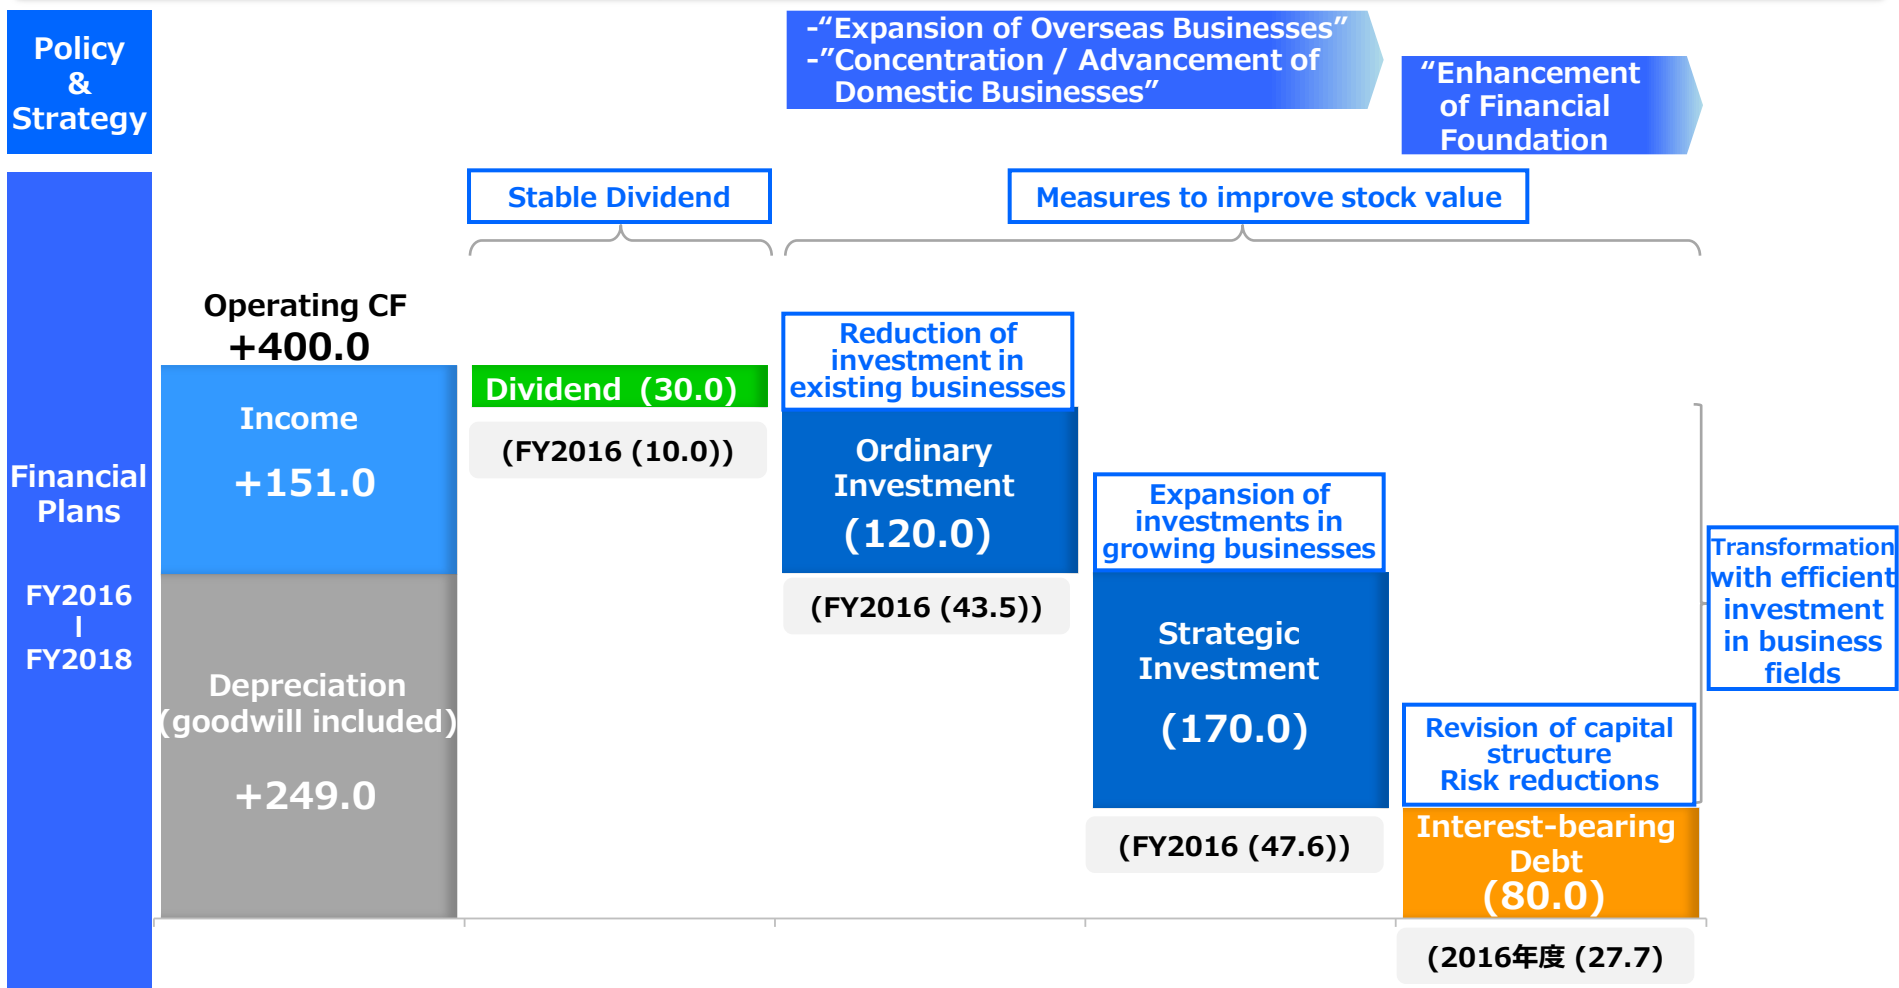 Policy
&
Strategy
-“Expansion of Overseas Businesses”
-”Concentration / Advancement of
Domestic Businesses”
“Enhancement
of Financial
Foundation
Financial
Plans
FY2016
|
FY2018
Stable Dividend
Measures to improve stock value
Operating CF
+400.0
Income
+151.0
Depreciation
(goodwill included)
+249.0
Dividend (30.0)
(FY2016 (10.0))
Reduction of
investment in
existing businesses
Ordinary
Investment
(120.0)
(FY2016 (43.5))
Expansion of
investments in
growing businesses
Strategic
Investment
(170.0)
(FY2016 (47.6))
Revision of capital
structure
Risk reductions
Interest-bearing
Debt
(80.0)
(2016年度 (27.7)
Transformation
with efficient
investment
in business
fields